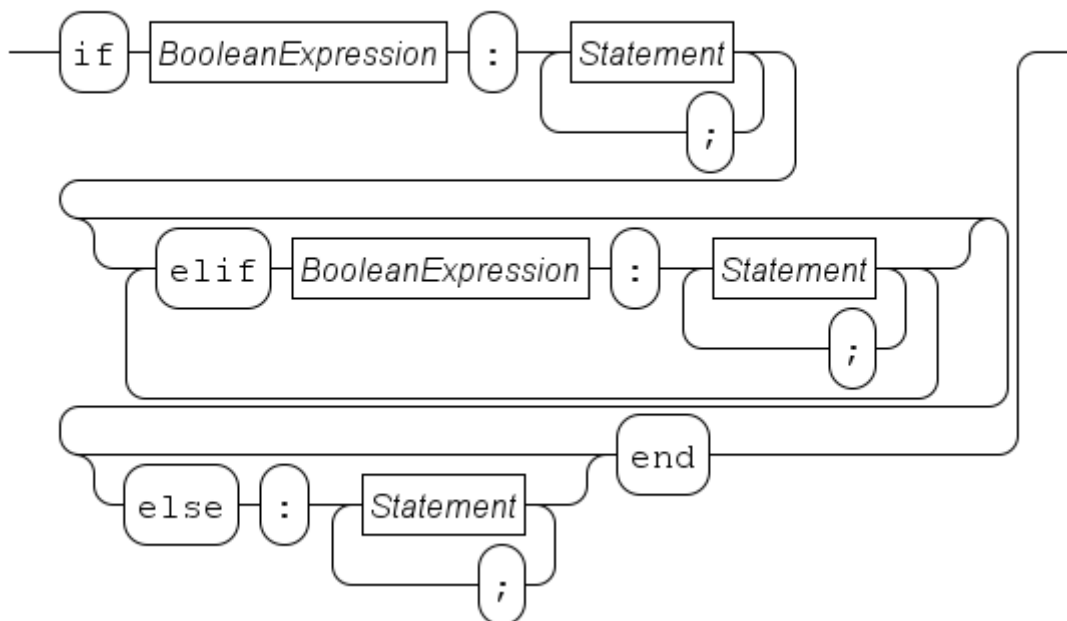 if BooleanExpression : Statement
;
elif BooleanExpression : Statement
;
end
else : Statement
;